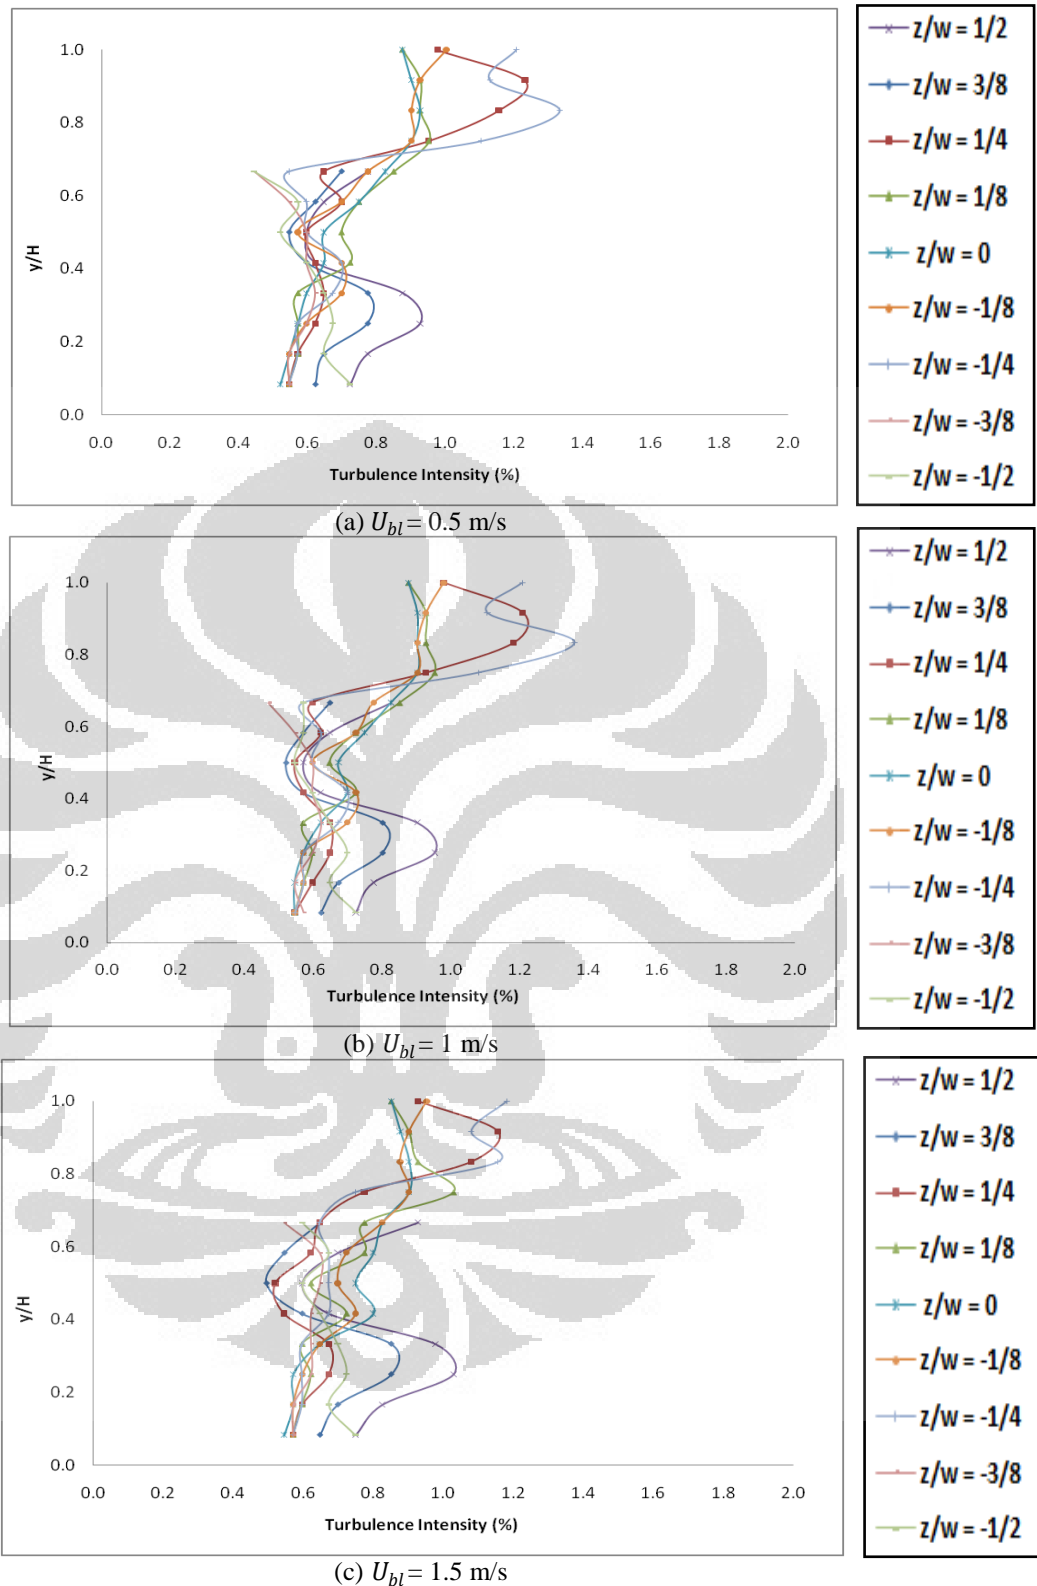 1.0
0.8
0.6
y/H
0.4
0.2
0.0
0.0 0.2 0.4 0.6 0.8 1.0 1.2 1.4 1.6 1.8 2.0
Turbulence Intensity (%)
z/w = 1/2
z/w = 3/8
z/w = 1/4
z/w = 1/8
z/w = 0
z/w = -1/8
z/w = -1/4
z/w = -3/8
z/w = -1/2
(a) U_bl = 0.5 m/s
1.0
0.8
0.6
y/H
0.4
0.2
0.0
0.0 0.2 0.4 0.6 0.8 1.0 1.2 1.4 1.6 1.8 2.0
Turbulence Intensity (%)
z/w = 1/2
z/w = 3/8
z/w = 1/4
z/w = 1/8
z/w = 0
z/w = -1/8
z/w = -1/4
z/w = -3/8
z/w = -1/2
(b) U_bl = 1 m/s
1.0
0.8
0.6
y/H
0.4
0.2
0.0
0.0 0.2 0.4 0.6 0.8 1.0 1.2 1.4 1.6 1.8 2.0
Turbulence Intensity (%)
z/w = 1/2
z/w = 3/8
z/w = 1/4
z/w = 1/8
z/w = 0
z/w = -1/8
z/w = -1/4
z/w = -3/8
z/w = -1/2
(c) U_bl = 1.5 m/s